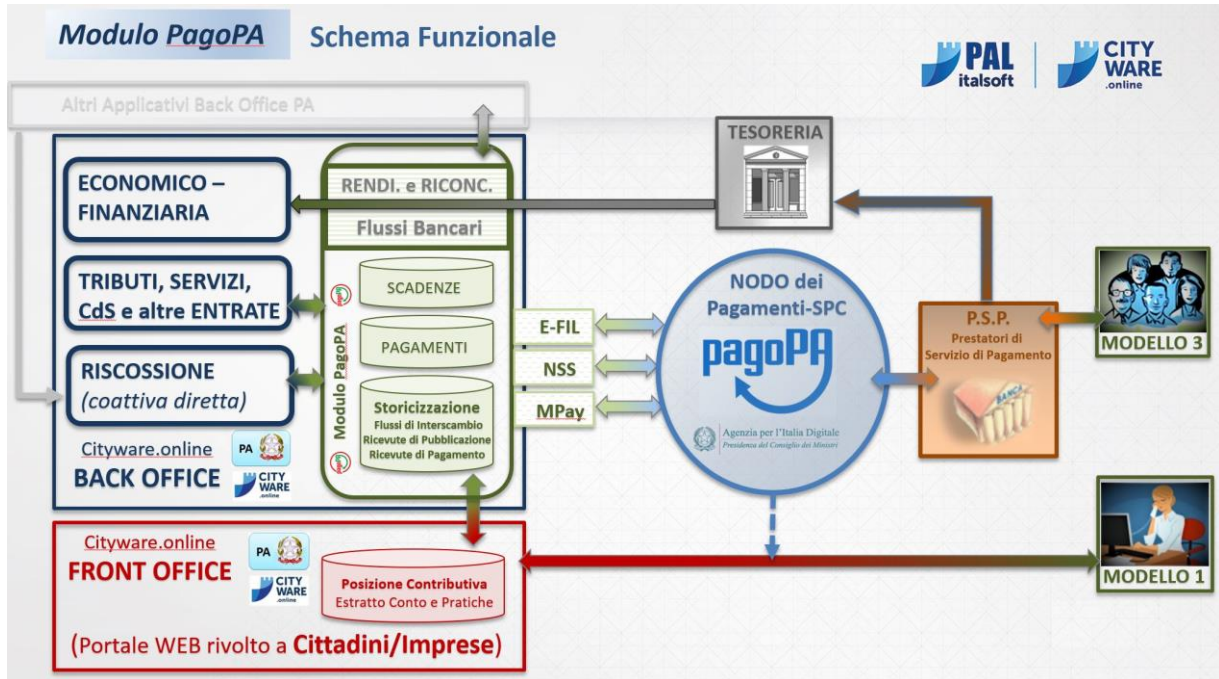 Modulo PagoPA
Schema Funzionale
PAL
italsoft
CITY
WARE
.online
Altri Applicativi Back Office PA
TESORERIA
ECONOMICO –
FINANZIARIA
RENDI. e RICONC.
Flussi Bancari
TRIBUTI, SERVIZI,
CdS e altre ENTRATE
SCADENZE
PAGAMENTI
RISCOSSIONE
(coattiva diretta)
Modulo PagoPA
Storicizzazione
Flussi di Interscambio
Ricevute di Pubblicazione
Ricevute di Pagamento
E-FIL
NSS
MPay
NODO dei
Pagamenti-SPC
pagoPA
Agenzia per l'Italia Digitale
Presidenza del Consiglio dei Ministri
P.S.P.
Prestatori di
Servizio di Pagamento
BANCA
MODELLO 3
Cityware.online
BACK OFFICE
PA
CITY
WARE
.online
Cityware.online
FRONT OFFICE
PA
CITY
WARE
.online
Posizione Contributiva
Estratto Conto e Pratiche
(Portale WEB rivolto a Cittadini/Imprese)
MODELLO 1